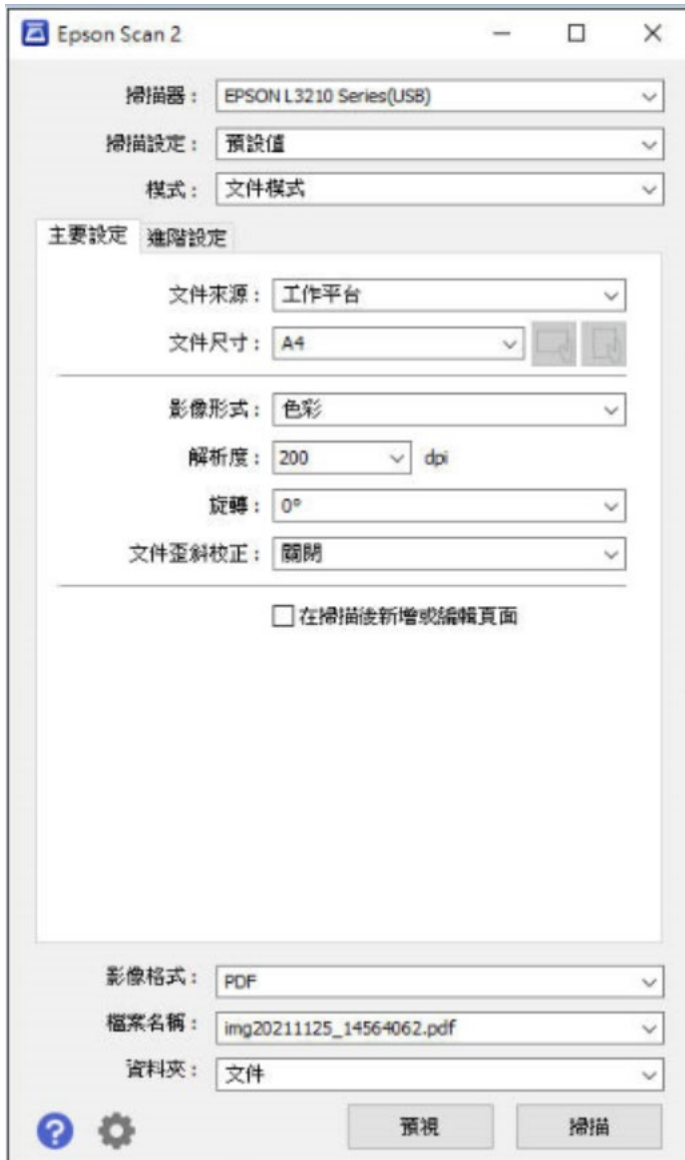 Epson Scan 2
掃描器： EPSON L3210 Series(USB)
掃描設定： 預設值
模式： 文件模式
主要設定 進階設定
文件來源： 工作平台
文件尺寸： A4
影像形式： 色彩
解析度： 200 dpi
旋轉： 0°
文件歪斜校正： 關閉
在掃描後新增或編輯頁面
影像格式： PDF
檔案名稱： img20211125_14564062.pdf
資料夾： 文件
? 預視 掃描